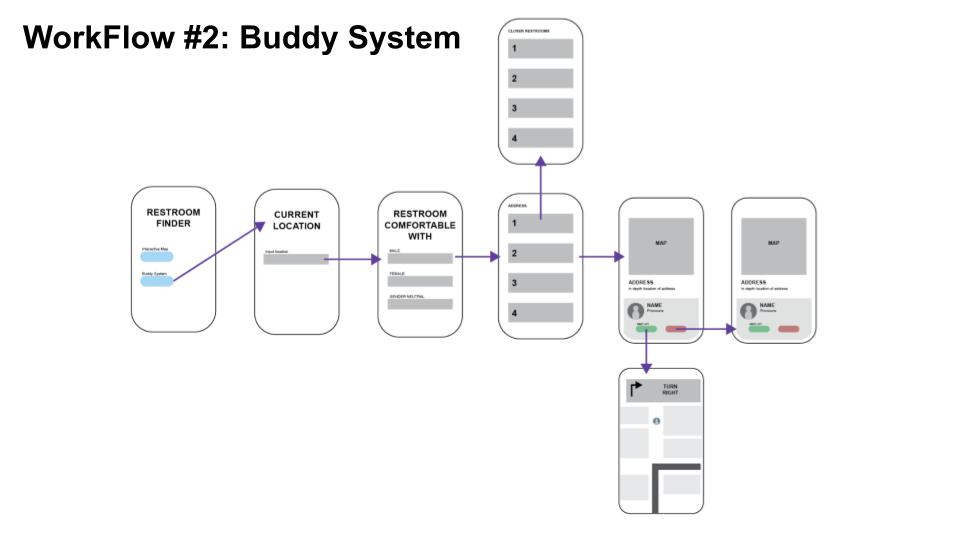 WorkFlow #2: Buddy System
CLOSER RESTROOMS
1
2
3
4
RESTROOM
FINDER
Interactive Map
Buddy System
CURRENT
LOCATION
Input location
RESTROOM
COMFORTABLE
WITH
MALE
FEMALE
GENDER NEUTRAL
ADDRESS
1
2
3
4
MAP
ADDRESS
in depth location of address
NAME
Pronouns
MAP
ADDRESS
in depth location of address
NAME
Pronouns
TURN
RIGHT